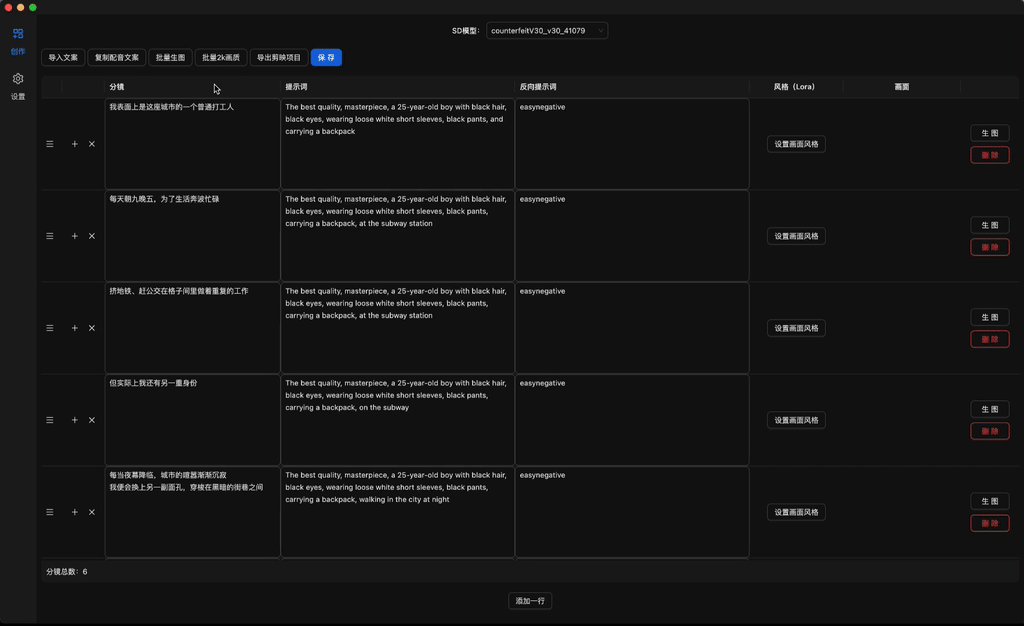 SD模型:
counterfeitV30_v30_41079
创作
设置
导入文案
复制配音文案
批量生图
批量2k画质
导出剪映项目
保 存
分镜
提示词
反向提示词
风格（Lora）
画面
我表面上是这座城市的一个普通打工人
The best quality, masterpiece, a 25-year-old boy with black hair,
black eyes, wearing loose white short sleeves, black pants, and
carrying a backpack
easynegative
设置画面风格
生 图
删 除
每天朝九晚五，为了生活奔波忙碌
The best quality, masterpiece, a 25-year-old boy with black hair,
black eyes, wearing loose white short sleeves, black pants,
carrying a backpack, at the subway station
easynegative
设置画面风格
生 图
删 除
挤地铁、赶公交在格子间里做着重复的工作
The best quality, masterpiece, a 25-year-old boy with black hair,
black eyes, wearing loose white short sleeves, black pants,
carrying a backpack, at the subway station
easynegative
设置画面风格
生 图
删 除
但实际上我还有另一重身份
The best quality, masterpiece, a 25-year-old boy with black hair,
black eyes, wearing loose white short sleeves, black pants,
carrying a backpack, on the subway
easynegative
设置画面风格
生 图
删 除
每当夜幕降临，城市的喧嚣渐渐沉寂
我便会换上另一副面孔，穿梭在黑暗的街巷之间
The best quality, masterpiece, a 25-year-old boy with black hair,
black eyes, wearing loose white short sleeves, black pants,
carrying a backpack, walking in the city at night
easynegative
设置画面风格
生 图
删 除
分镜总数：6
添加一行